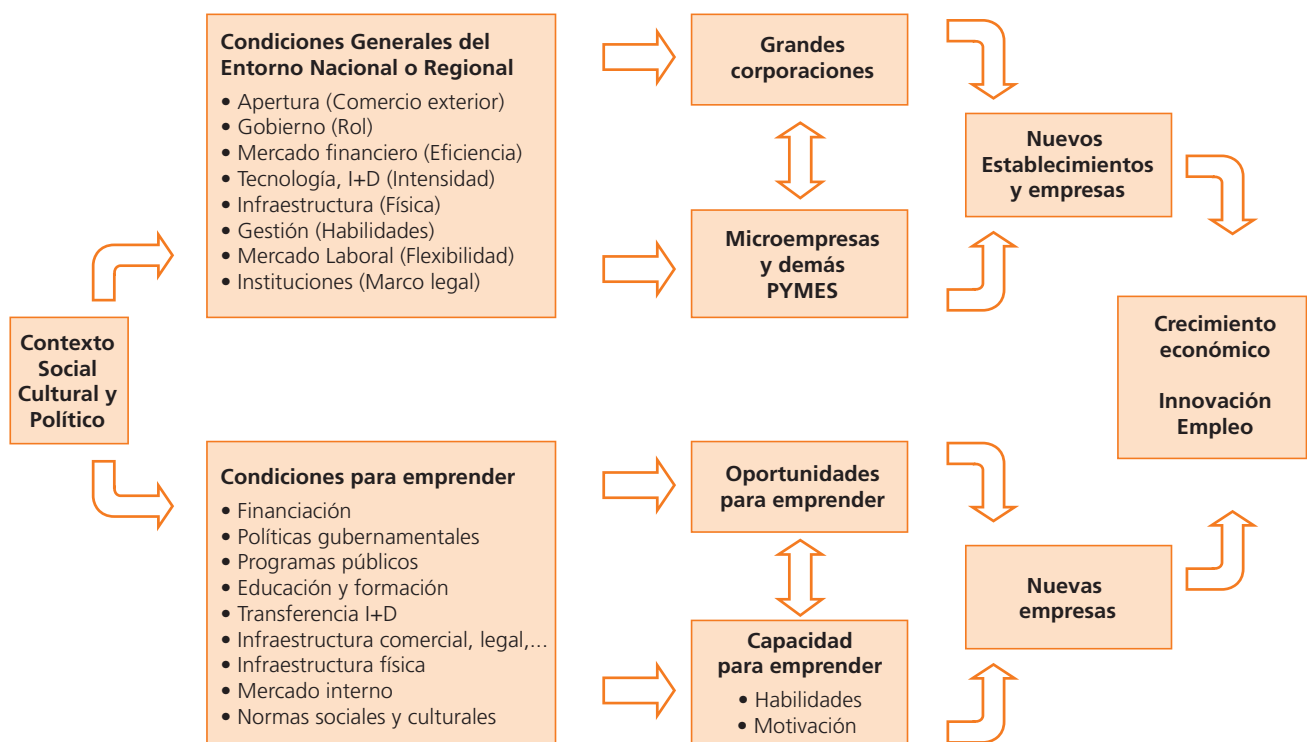 Contexto
Social
Cultural y
Político
Condiciones Generales del
Entorno Nacional o Regional
• Apertura (Comercio exterior)
• Gobierno (Rol)
• Mercado financiero (Eficiencia)
• Tecnología, I+D (Intensidad)
• Infraestructura (Física)
• Gestión (Habilidades)
• Mercado Laboral (Flexibilidad)
• Instituciones (Marco legal)
Grandes
corporaciones
Microempresas
y demás
PYMES
Nuevos
Establecimientos
y empresas
Condiciones para emprender
• Financiación
• Políticas gubernamentales
• Programas públicos
• Educación y formación
• Transferencia I+D
• Infraestructura comercial, legal,...
• Infraestructura física
• Mercado interno
• Normas sociales y culturales
Oportunidades
para emprender
Capacidad
para emprender
• Habilidades
• Motivación
Nuevas
empresas
Crecimiento
económico
Innovación
Empleo